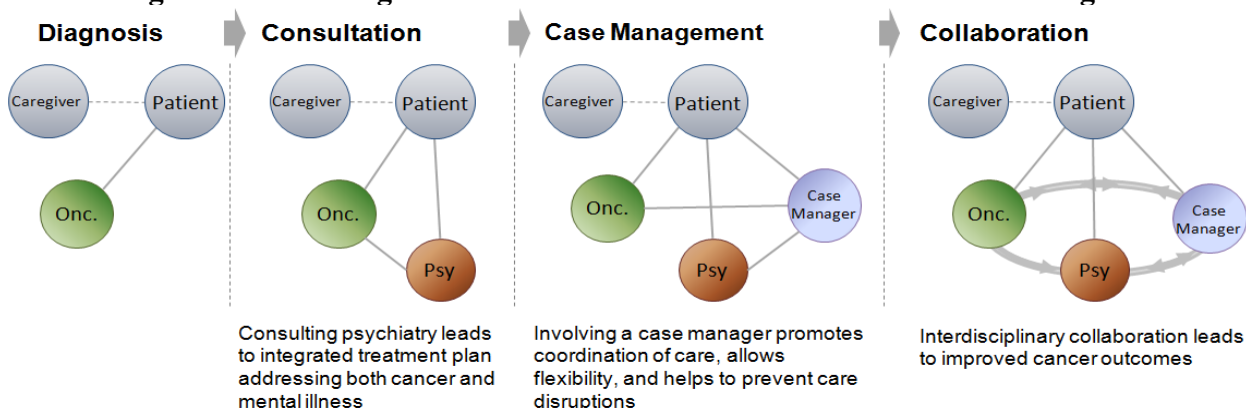 Diagnosis
Consultation
Case Management
Collaboration
Caregiver
Patient
Onc.
Caregiver
Patient
Onc.
Psy
Caregiver
Patient
Onc.
Case
Manager
Psy
Caregiver
Patient
Onc.
Case
Manager
Psy
Consulting psychiatry leads
to integrated treatment plan
addressing both cancer and
mental illness
Involving a case manager promotes
coordination of care, allows
flexibility, and helps to prevent care
disruptions
Interdisciplinary collaboration leads
to improved cancer outcomes